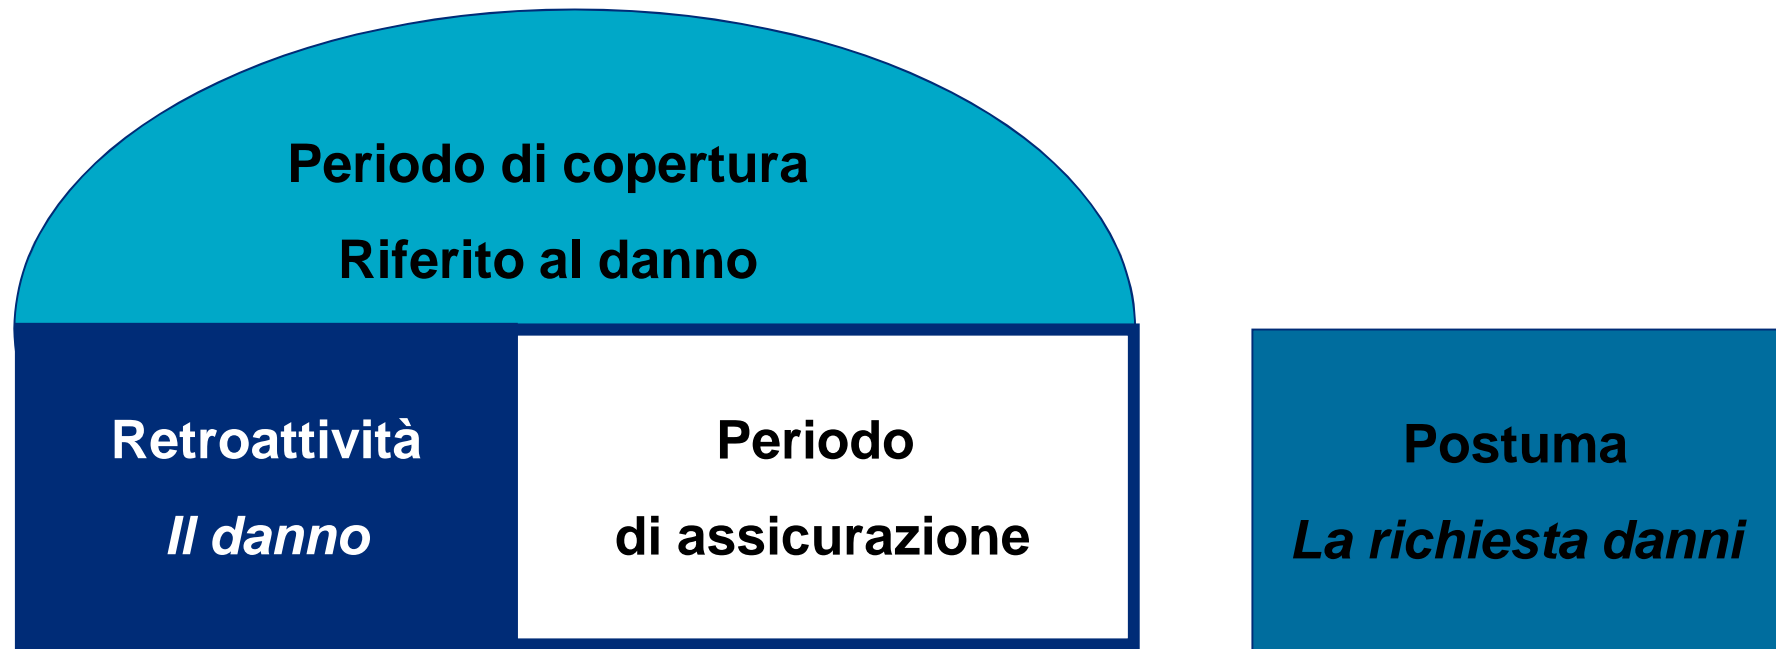 Periodo di copertura
Riferito al danno
Retroattività
Il danno
Periodo
di assicurazione
Postuma
La richiesta danni